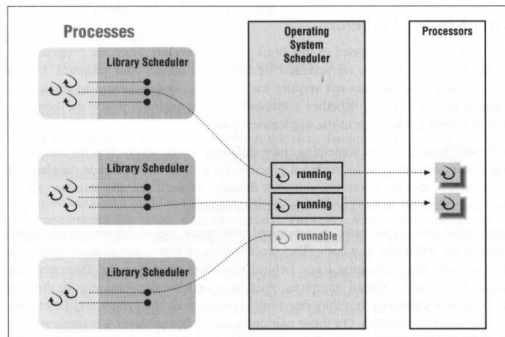 Processes
Library Scheduler
Library Scheduler
Library Scheduler
Operating
System
Scheduler
running
running
runnable
Processors